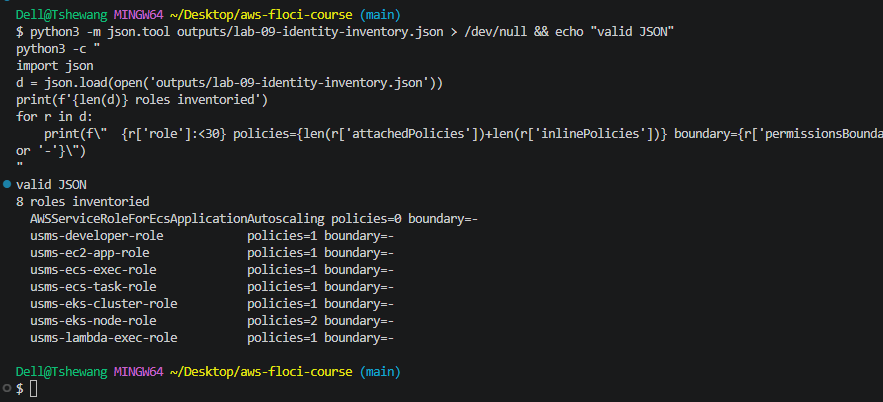 Dell@Tshewang MINGW64 ~/Desktop/aws-floci-course (main)
$ python3 -m json.tool outputs/lab-09-identity-inventory.json > /dev/null && echo "valid JSON"
python3 -c "
import json
d = json.load(open('outputs/lab-09-identity-inventory.json'))
print(f'{len(d)} roles inventoried')
for r in d:
    print(f\"  {r['role']:<30} policies={len(r['attachedPolicies'])+len(r['inlinePolicies'])} boundary={r['permissionsBounda
or '-'}\")
"
valid JSON
8 roles inventoried
  AWSServiceRoleForEcsApplicationAutoscaling policies=0 boundary=-
  usms-developer-role            policies=1 boundary=-
  usms-ec2-app-role              policies=1 boundary=-
  usms-ecs-exec-role             policies=1 boundary=-
  usms-ecs-task-role             policies=1 boundary=-
  usms-eks-cluster-role          policies=1 boundary=-
  usms-eks-node-role             policies=2 boundary=-
  usms-lambda-exec-role          policies=1 boundary=-
Dell@Tshewang MINGW64 ~/Desktop/aws-floci-course (main)
$